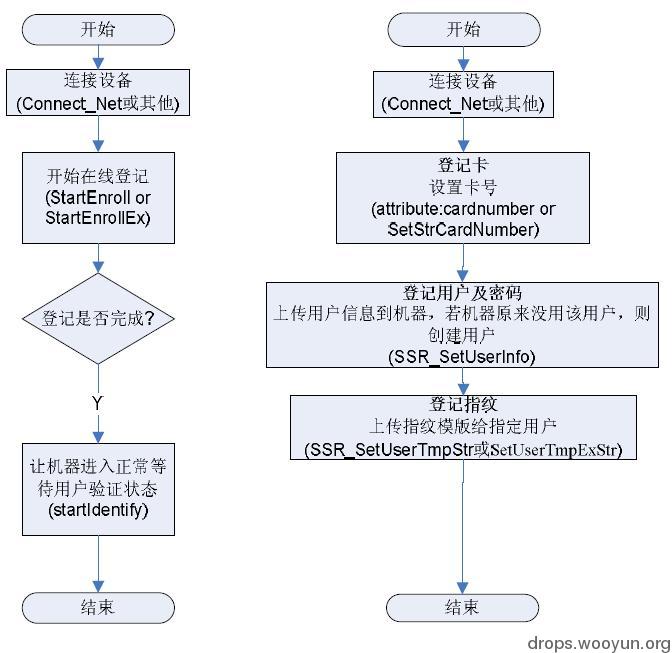 开始
连接设备
(Connect_Net或其他)
开始在线登记
(StartEnroll or
StartEnrollEx)
登记是否完成?
Y
让机器进入正常等
待用户验证状态
(startIdentify)
结束
开始
连接设备
(Connect_Net或其他)
登记卡
设置卡号
(attribute:cardnumber or
SetStrCardNumber)
登记用户及密码
上传用户信息到机器，若机器原来没用该用户，则
创建用户
(SSR_SetUserInfo)
登记指纹
上传指纹模版给指定用户
(SSR_SetUserTmpStr或SetUserTmpExStr)
结束
drops.wooyun.org